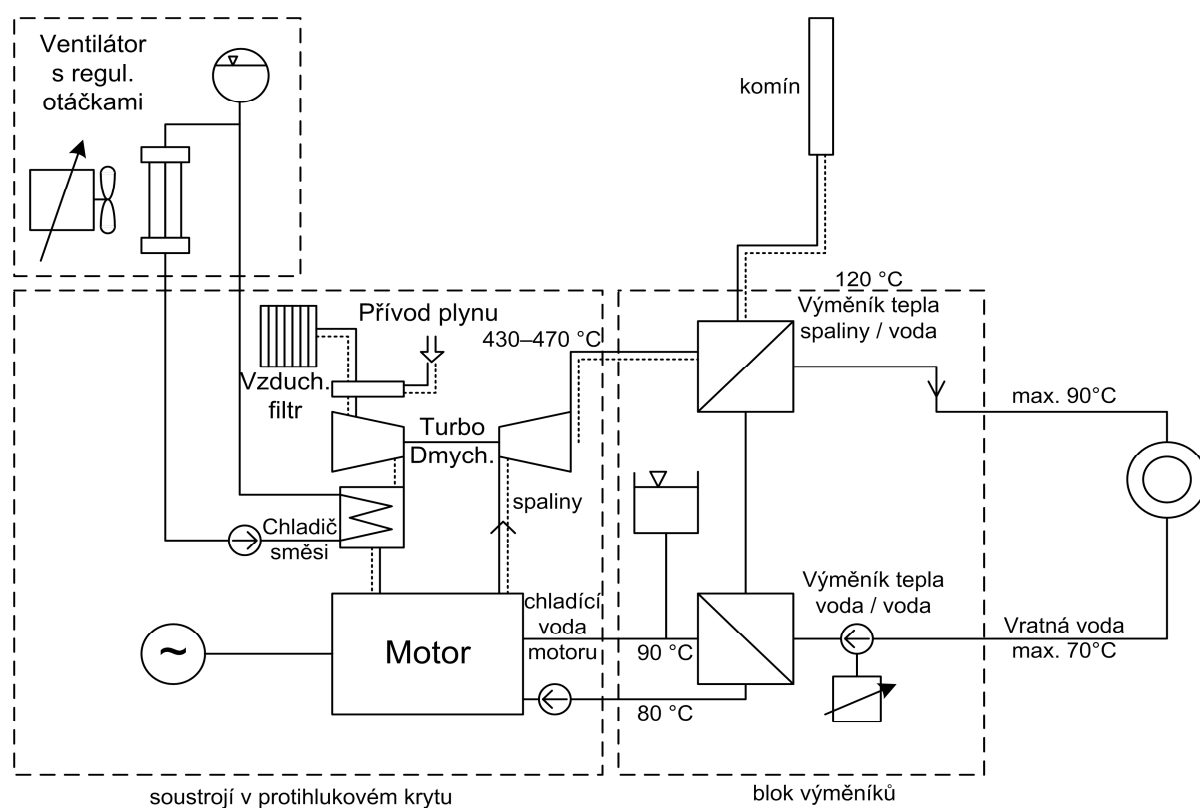 Ventilátor
s regul.
otáčkami
komín
120 °C
Výměník tepla
spaliny / voda
Přívod plynu
430–470 °C
Vzduch.
filtr
max. 90°C
Turbo
Dmych.
spaliny
Chladič
směsi
Výměník tepla
voda / voda
chladící
voda
motoru
Motor
~
90 °C
80 °C
Vratná voda
max. 70°C
soustrojí v protihlukovém krytu
blok výměníků